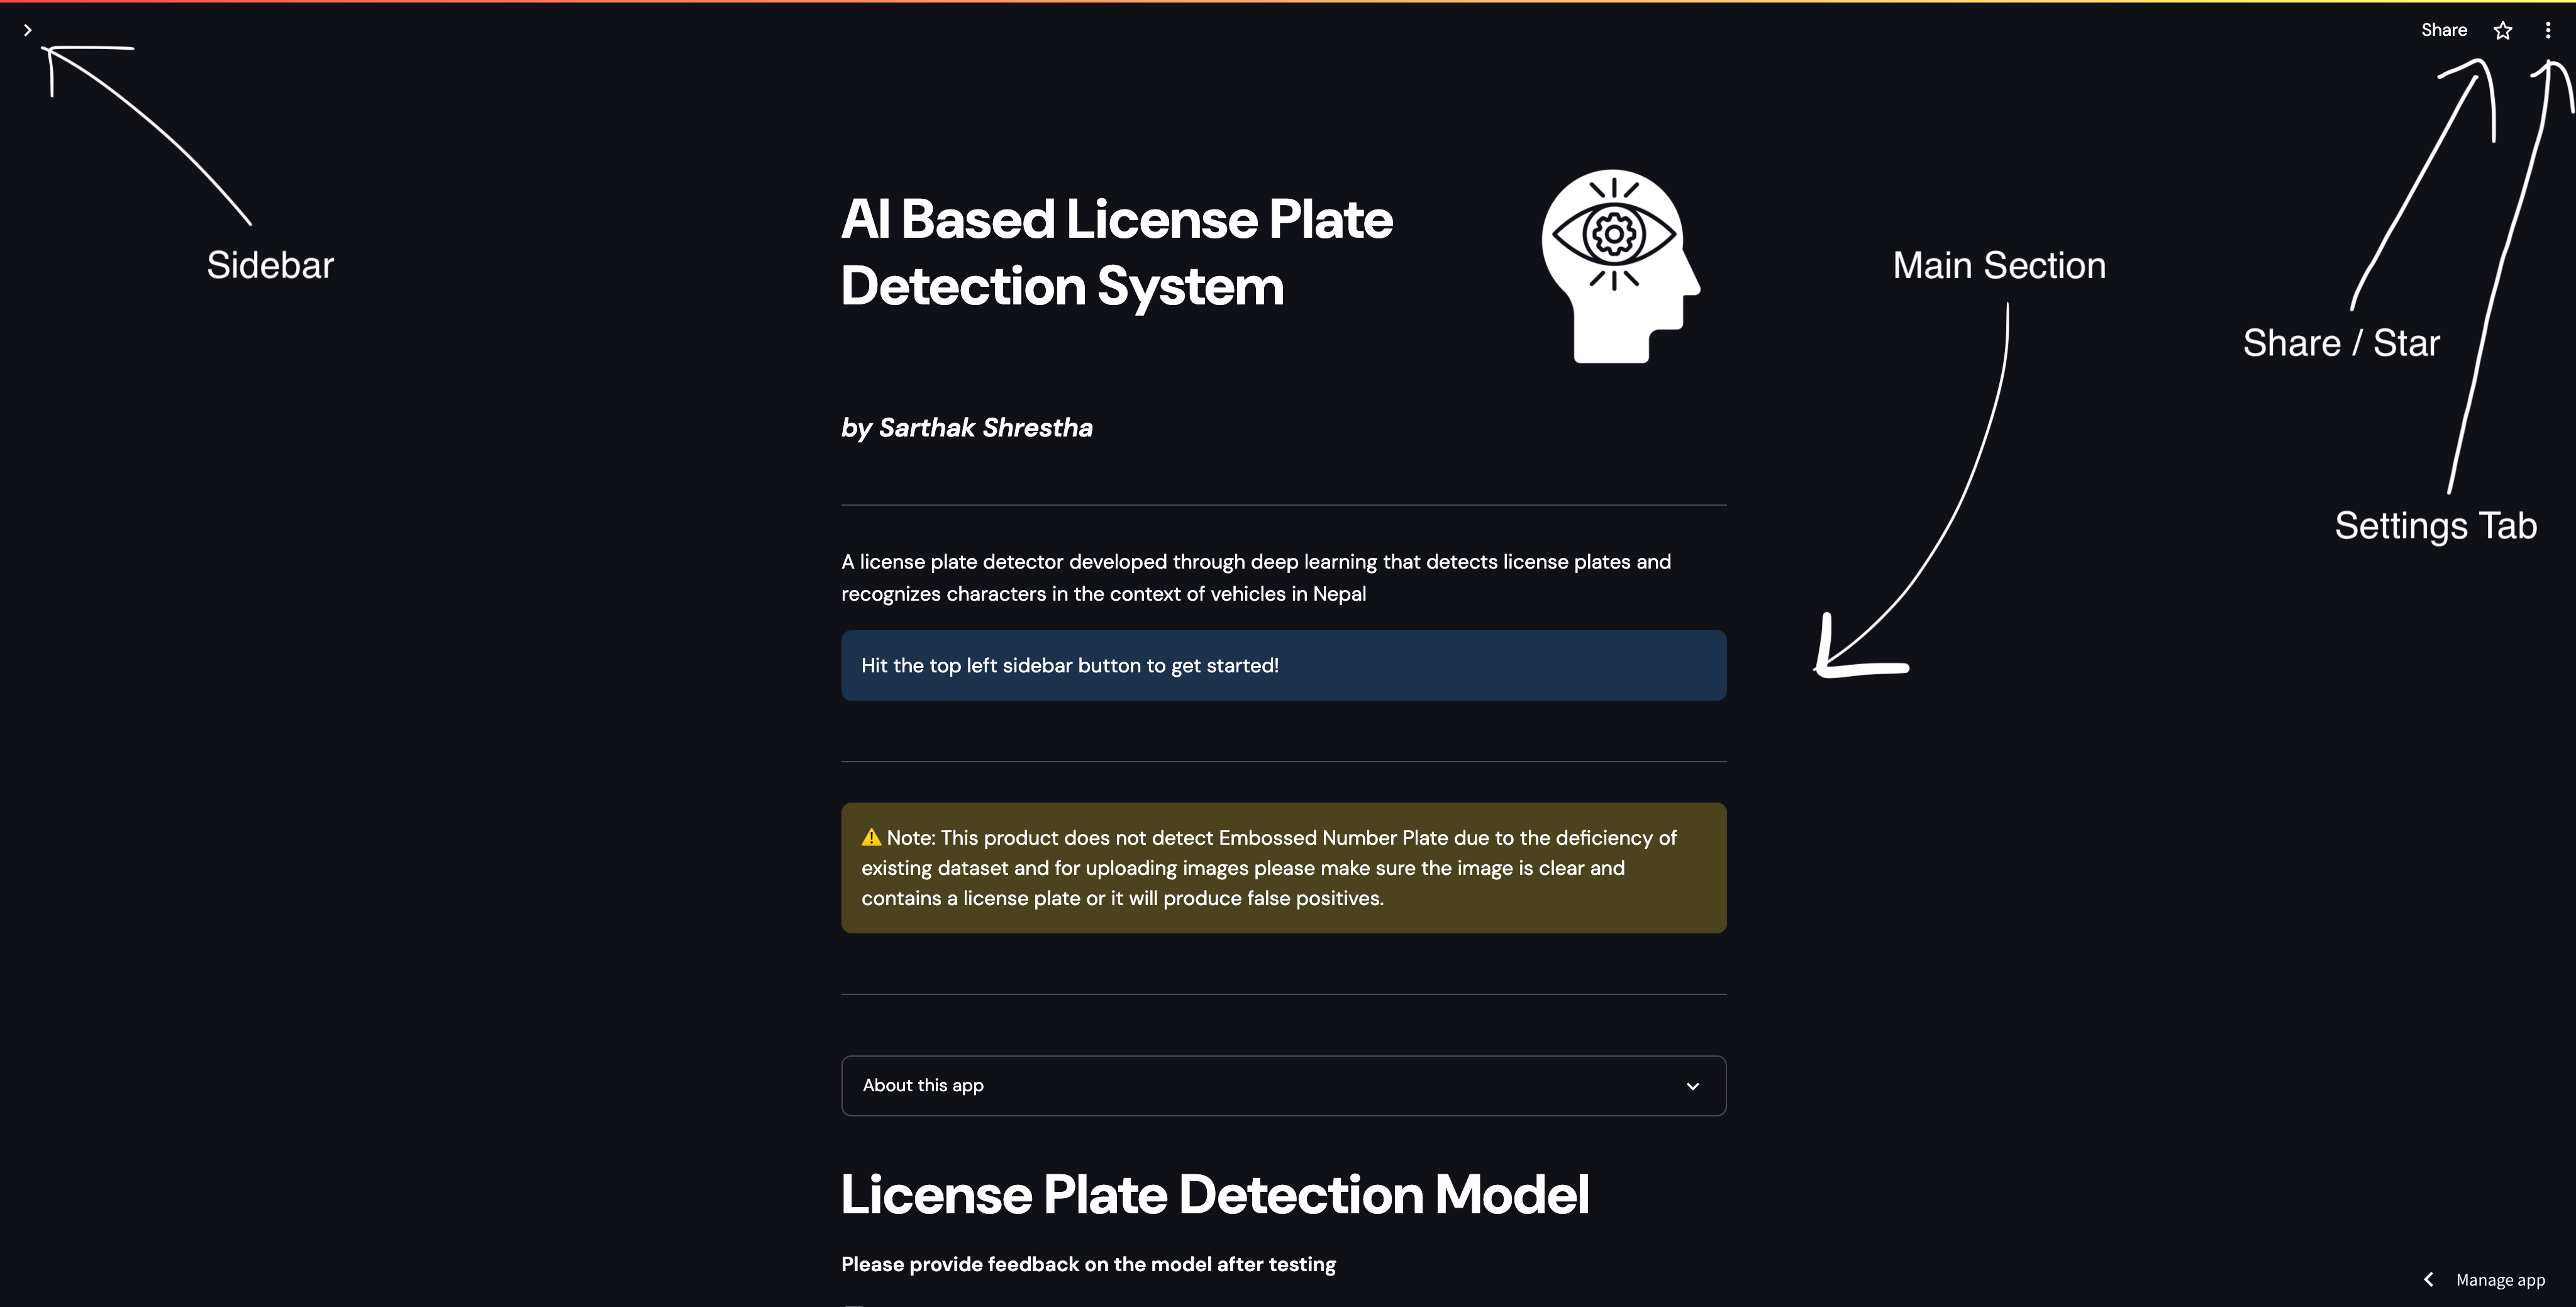 Share
Sidebar
AI Based License Plate
Detection System
Main Section
Share / Star
by Sarthak Shrestha
Settings Tab
A license plate detector developed through deep learning that detects license plates and
recognizes characters in the context of vehicles in Nepal
Hit the top left sidebar button to get started!
⚠️ Note: This product does not detect Embossed Number Plate due to the deficiency of
existing dataset and for uploading images please make sure the image is clear and
contains a license plate or it will produce false positives.
About this app
License Plate Detection Model
Please provide feedback on the model after testing
Manage app